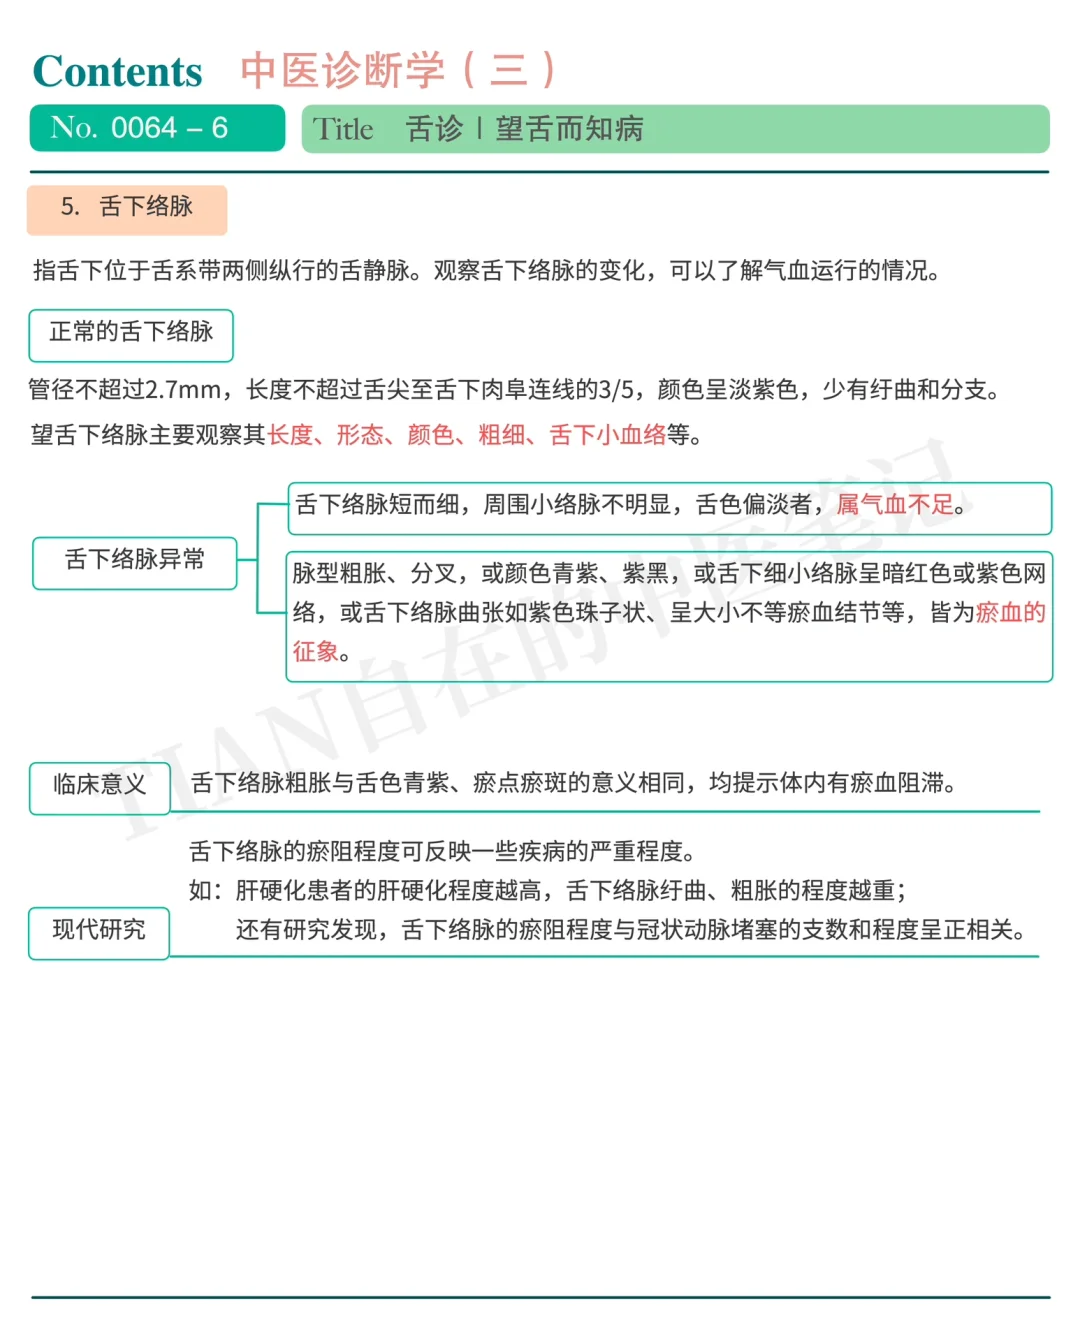 Contents 中医诊断学（三）
No. 0064 – 6
Title 舌诊 | 望舌而知病
5. 舌下络脉
指舌下位于舌系带两侧纵行的舌静脉。观察舌下络脉的变化，可以了解气血运行的情况。
正常的舌下络脉
管径不超过2.7mm，长度不超过舌尖至舌下肉阜连线的3/5，颜色呈淡紫色，少有纡曲和分支。
望舌下络脉主要观察其长度、形态、颜色、粗细、舌下小血络等。
舌下络脉异常
舌下络脉短而细，周围小络脉不明显，舌色偏淡者，属气血不足。
脉型粗胀、分叉，或颜色青紫、紫黑，或舌下细小络脉呈暗红色或紫色网
络，或舌下络脉曲张如紫色珠子状、呈大小不等瘀血结节等，皆为瘀血的
征象。
临床意义
舌下络脉粗胀与舌色青紫、瘀点瘀斑的意义相同，均提示体内有瘀血阻滞。
现代研究
舌下络脉的瘀阻程度可反映一些疾病的严重程度。
如：肝硬化患者的肝硬化程度越高，舌下络脉纡曲、粗胀的程度越重；
还有研究发现，舌下络脉的瘀阻程度与冠状动脉堵塞的支数和程度呈正相关。
TIAN自在的中医笔记